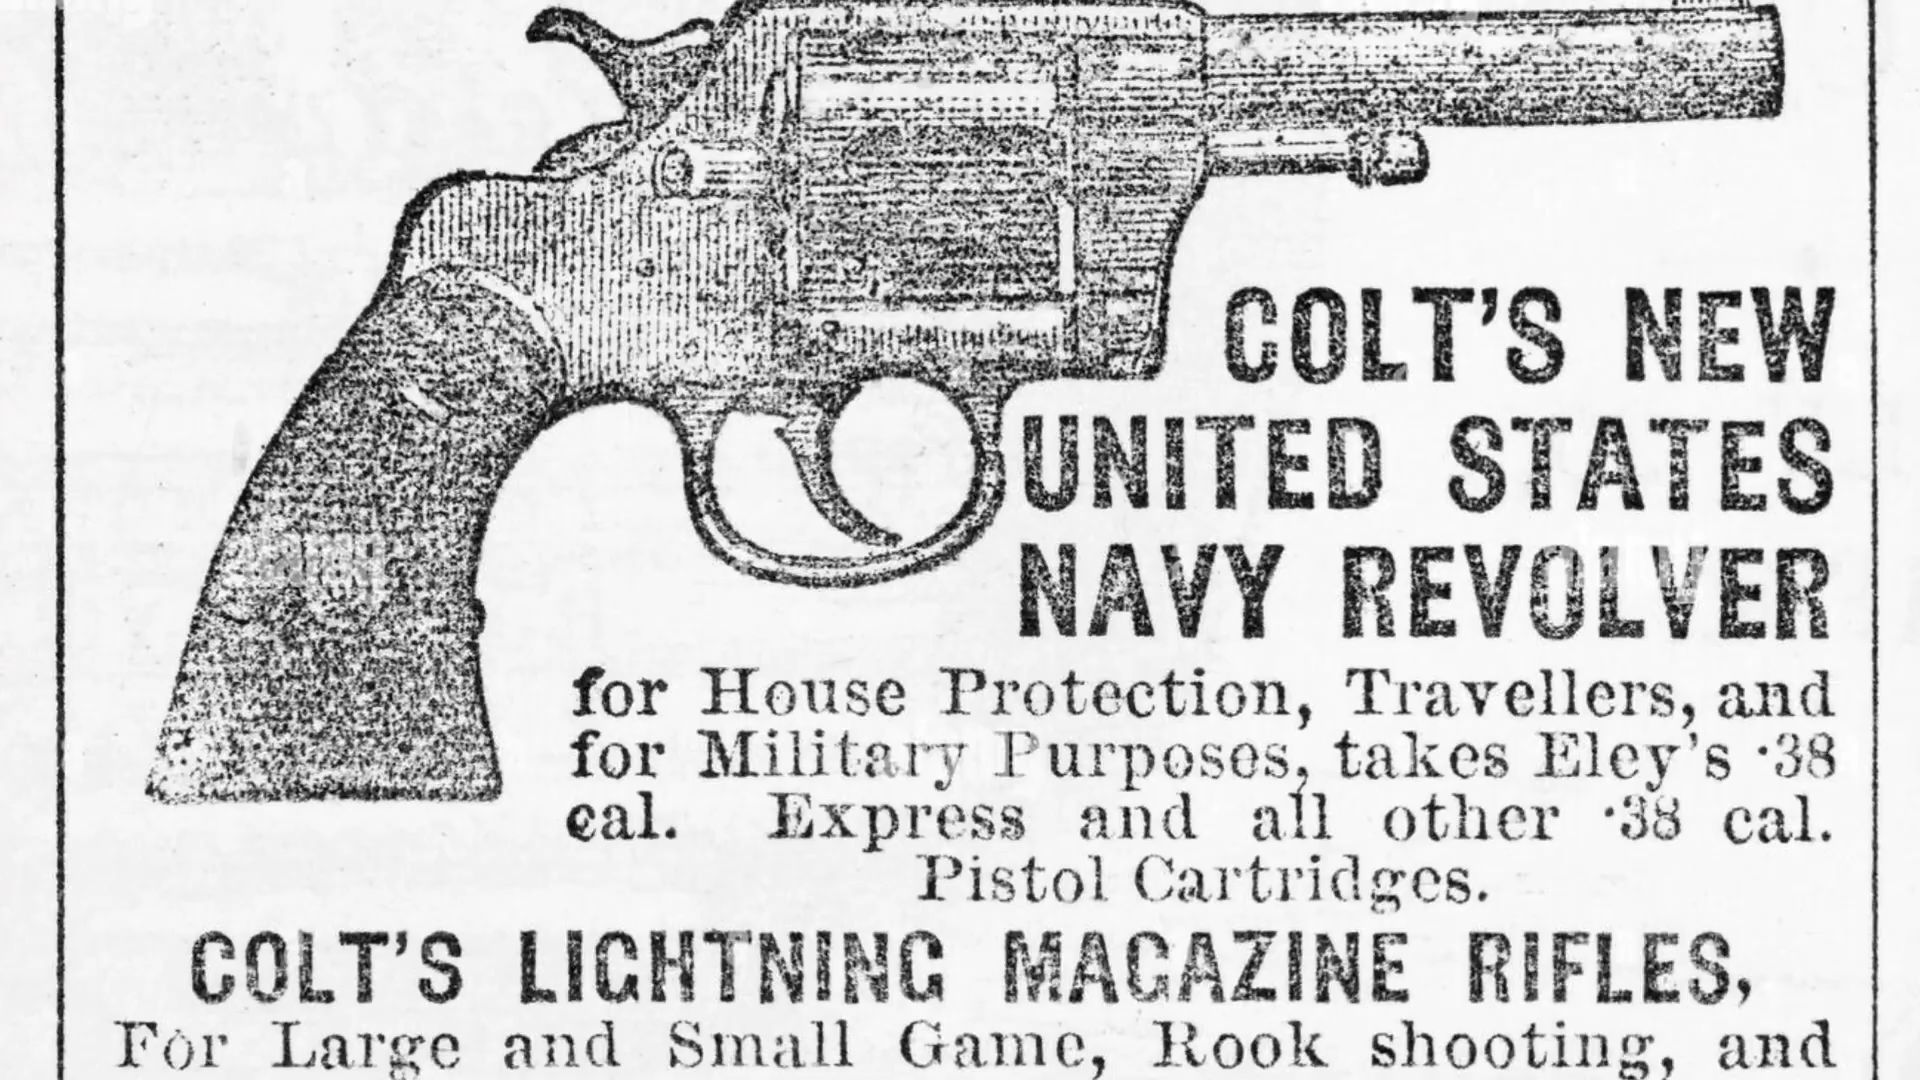 COLT'S NEW
UNITED STATES
NAVY REVOLVER
for House Protection, Travellers, and
for Military Purposes, takes Eley's ·38
cal. Express and all other ·38 cal.
Pistol Cartridges.
COLT'S LIGHTNING MAGAZINE RIFLES,
For Large and Small Game, Rook shooting, and